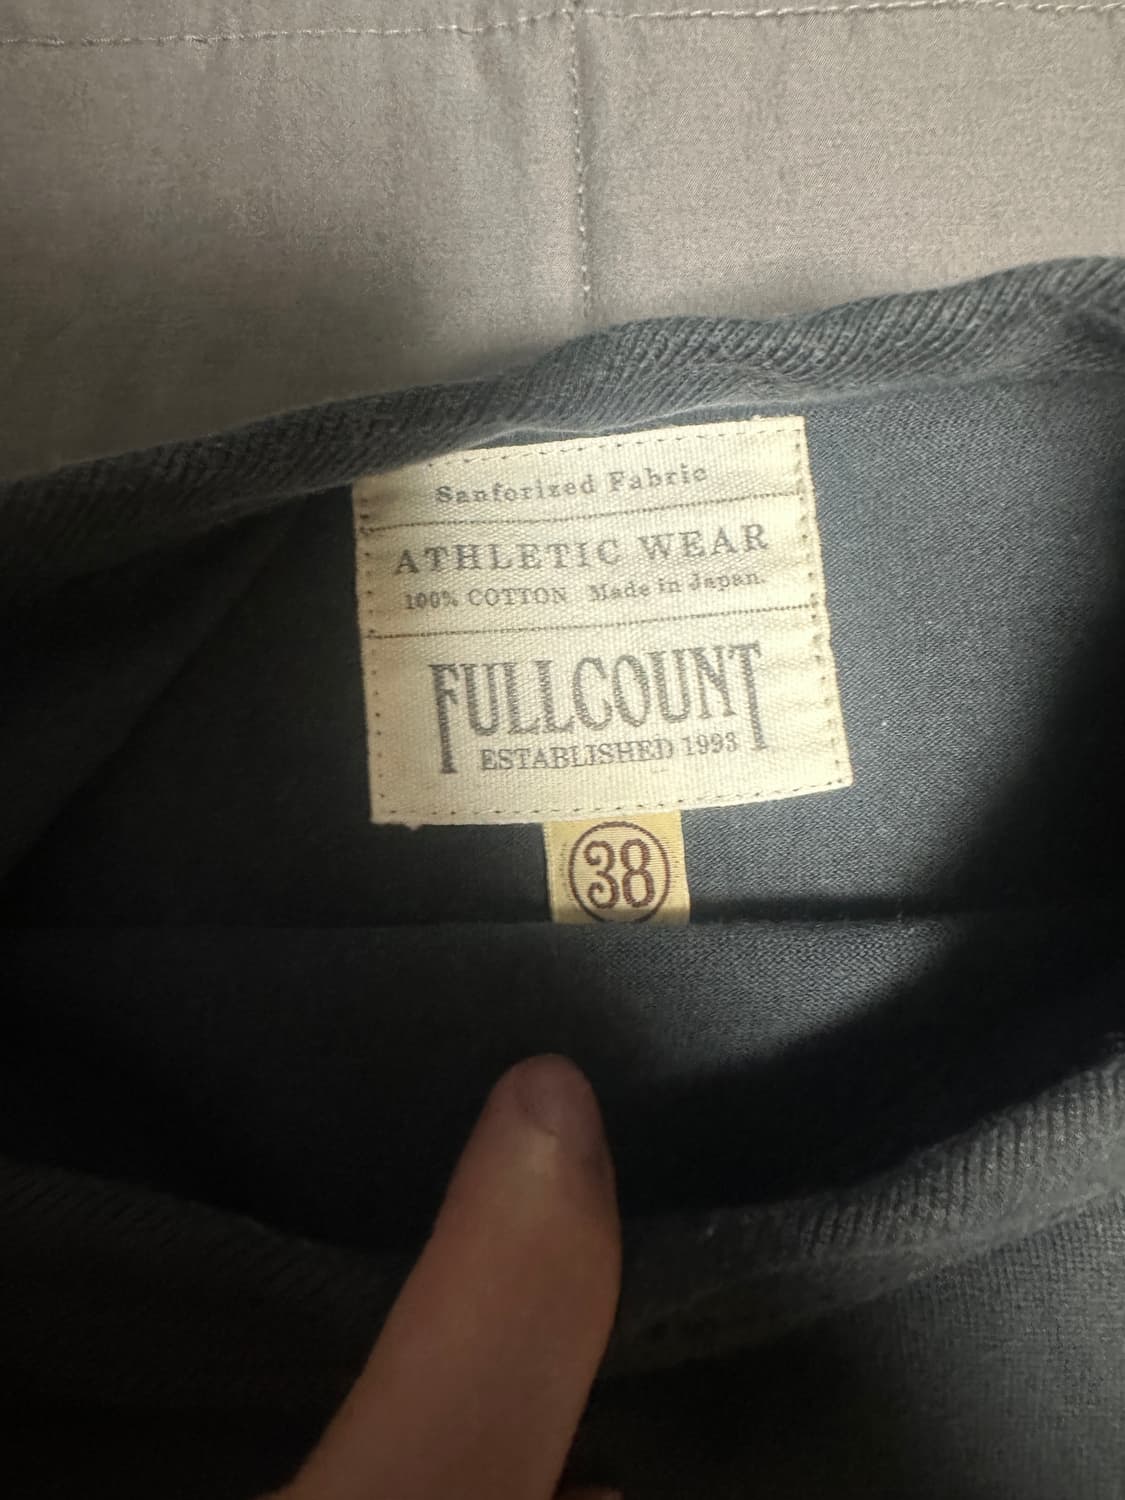 Sanforized Fabric
ATHLETIC WEAR
100% COTTON Made in Japan.
FULLCOUNT
ESTABLISHED 1993
38